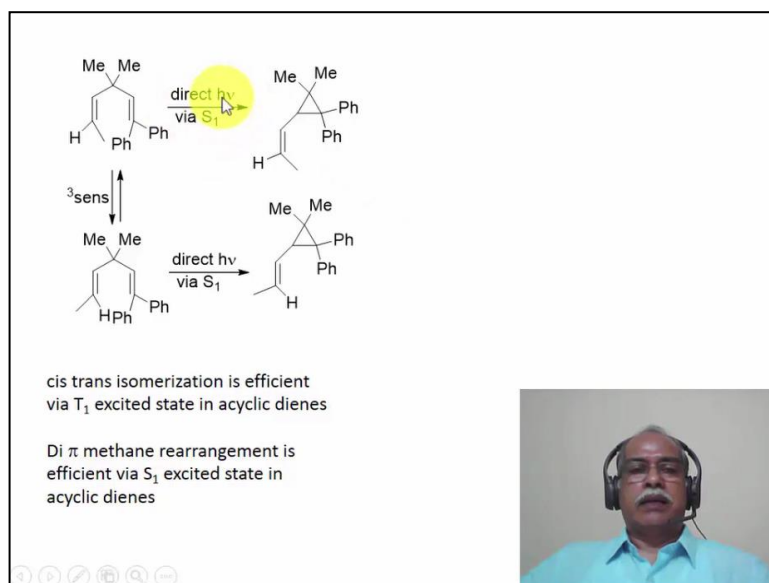 Me Me
Me Me
direct hν
via S₁
Ph
Ph
H
Ph
Ph
H
³sens
Me Me
Me Me
direct hν
via S₁
Ph
Ph
H
Ph
Ph
H
cis trans isomerization is efficient
via T₁ excited state in acyclic dienes
Di π methane rearrangement is
efficient via S₁ excited state in
acyclic dienes